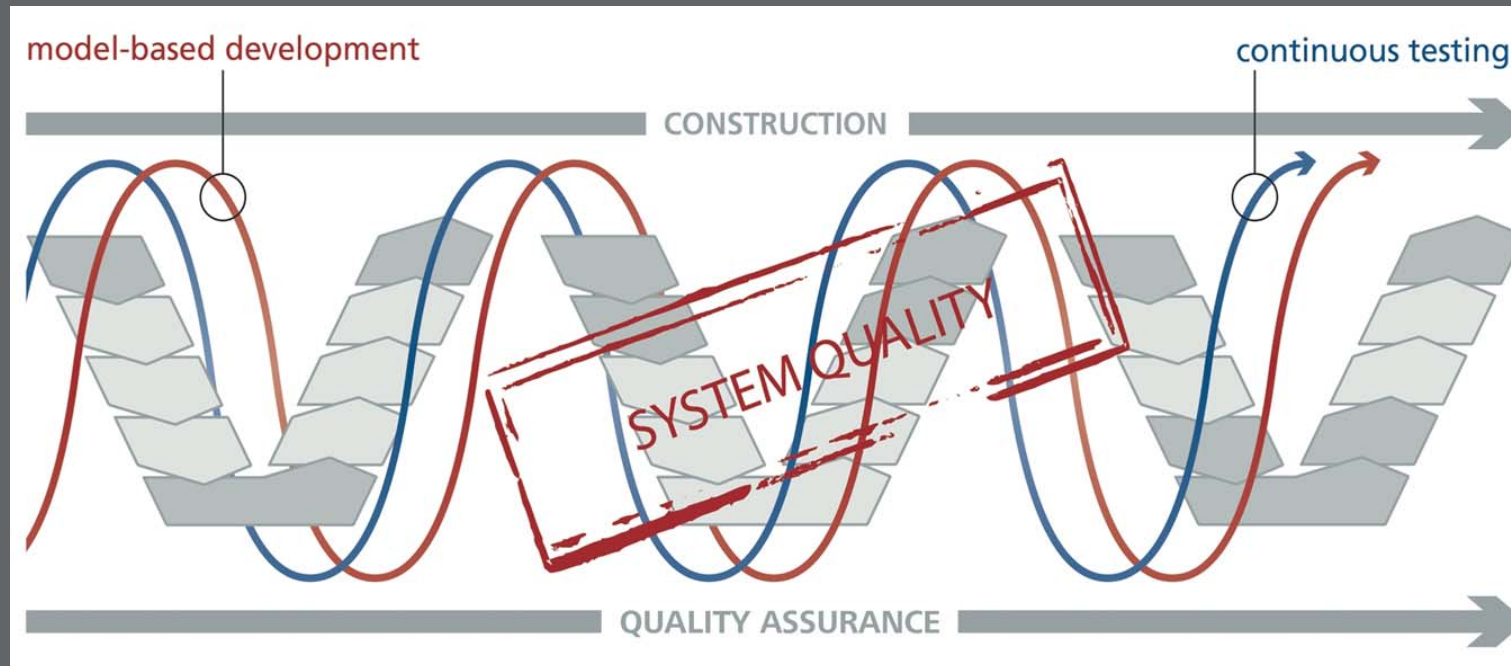 model-based development
continuous testing
CONSTRUCTION
SYSTEM QUALITY
QUALITY ASSURANCE